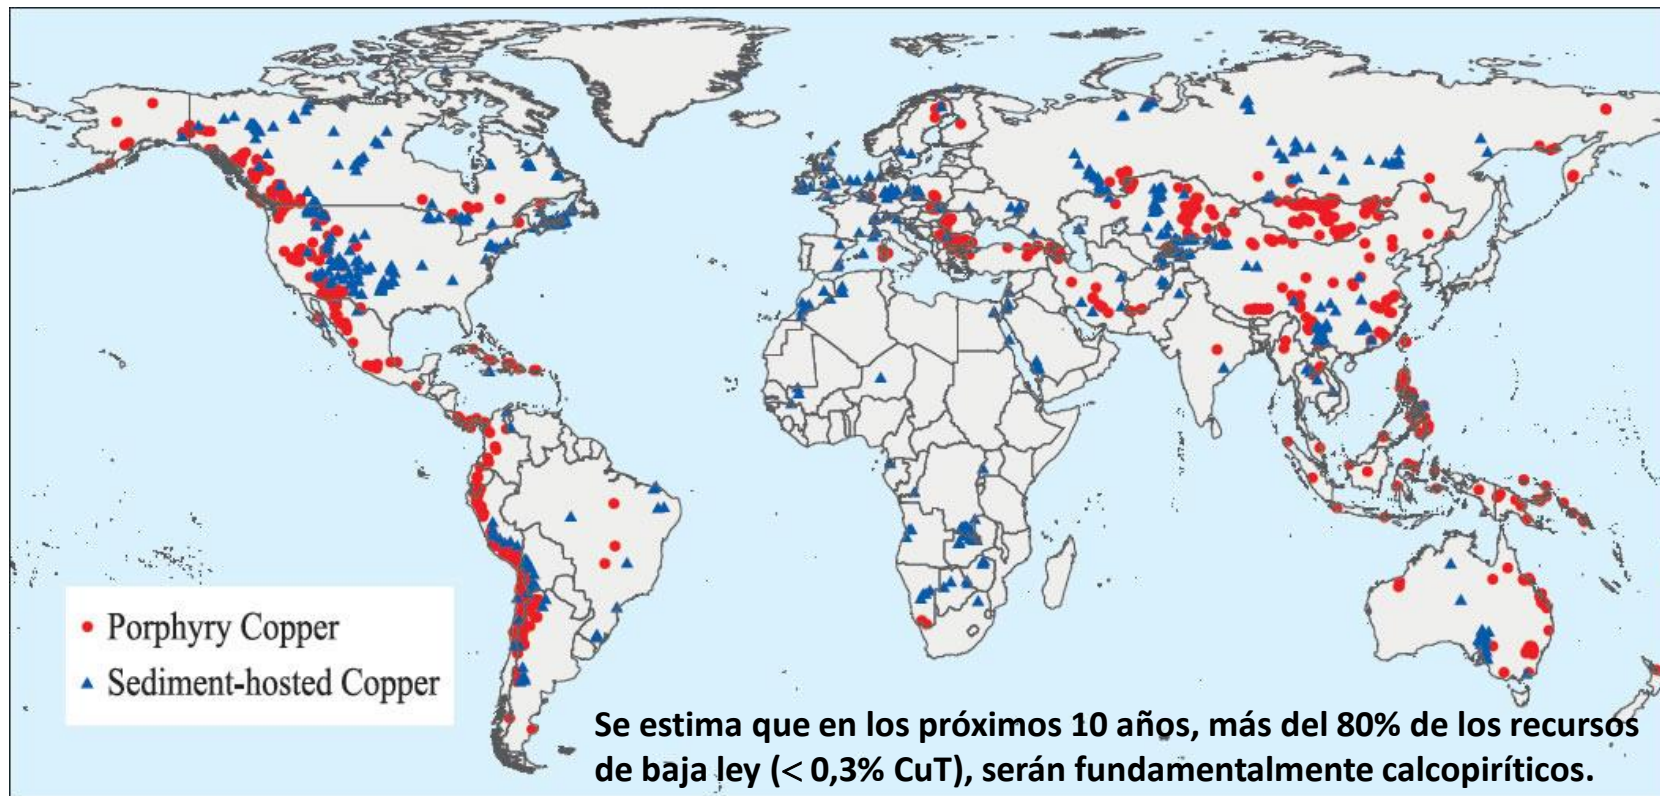 Porphyry Copper
Sediment-hosted Copper
Se estima que en los próximos 10 años, más del 80% de los recursos
de baja ley (< 0,3% CuT), serán fundamentalmente calcopiríticos.